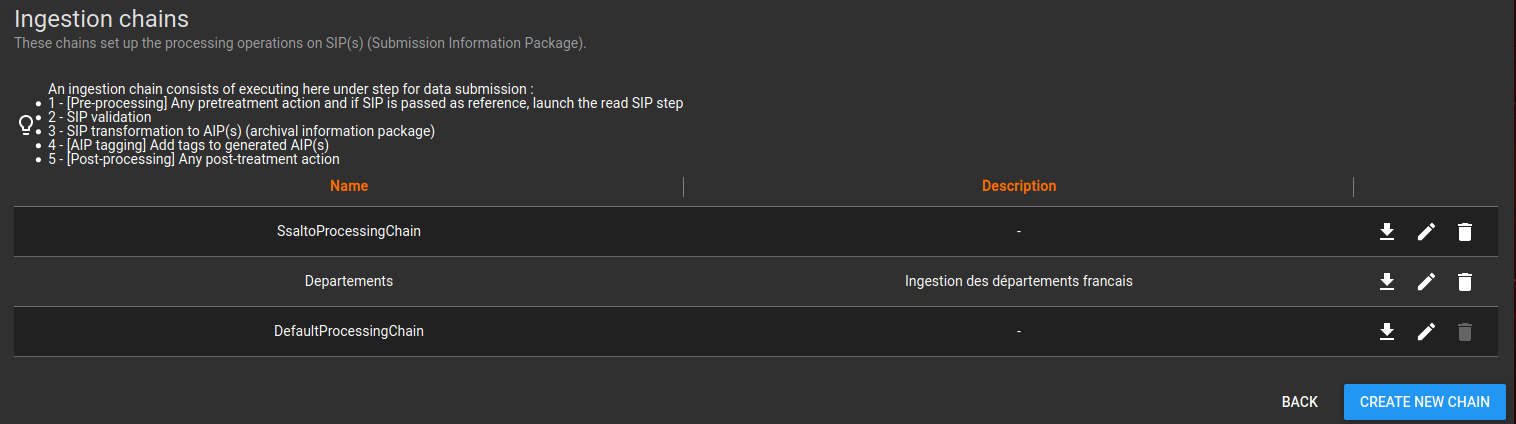 Ingestion chains
These chains set up the processing operations on SIP(s) (Submission Information Package).
An ingestion chain consists of executing here under step for data submission :
• 1 - [Pre-processing] Any pretreatment action and if SIP is passed as reference, launch the read SIP step
• 2 - SIP validation
• 3 - SIP transformation to AIP(s) (archival information package)
• 4 - [AIP tagging] Add tags to generated AIP(s)
• 5 - [Post-processing] Any post-treatment action
Name Description
SsaltoProcessingChain -
Departements Ingestion des départements francais
DefaultProcessingChain -
BACK CREATE NEW CHAIN